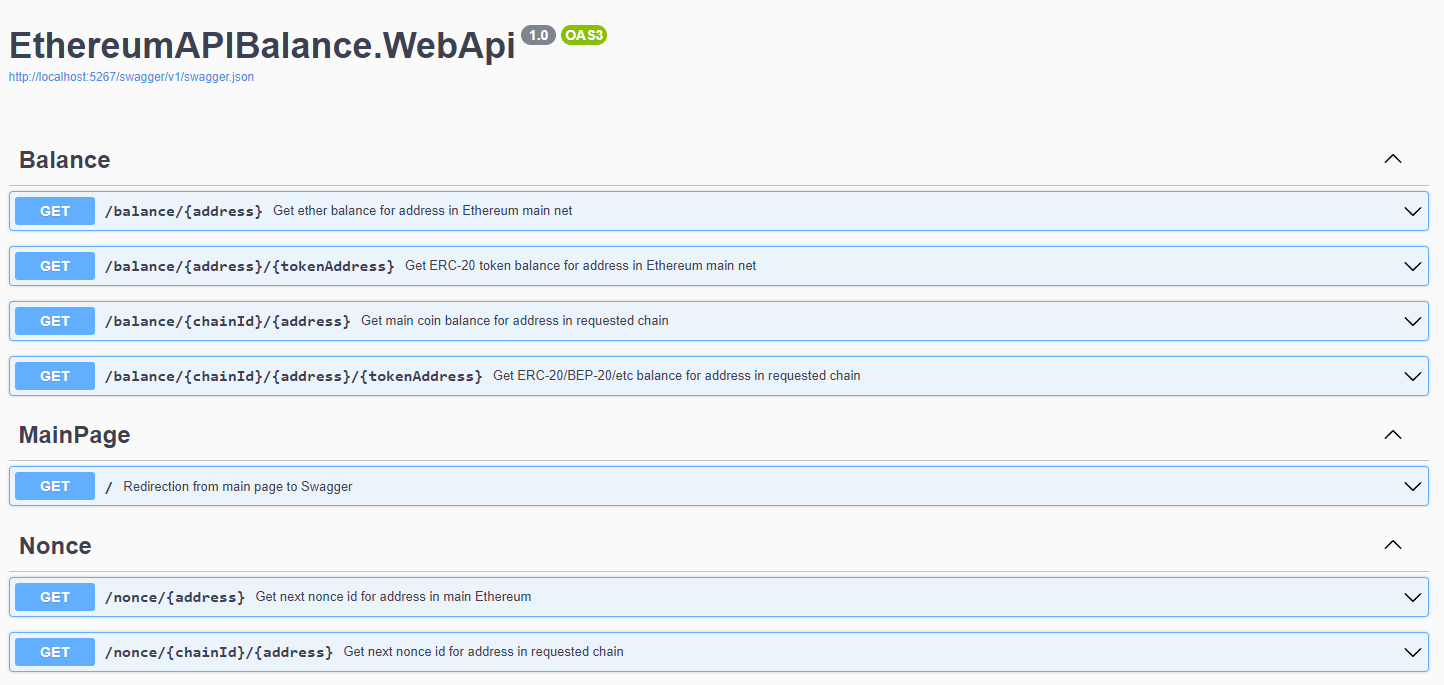 EthereumAPIBalance.WebApi 1.0 OAS3
http://localhost:5267/swagger/v1/swagger.json
Balance
GET /balance/{address} Get ether balance for address in Ethereum main net
GET /balance/{address}/{tokenAddress} Get ERC-20 token balance for address in Ethereum main net
GET /balance/{chainId}/{address} Get main coin balance for address in requested chain
GET /balance/{chainId}/{address}/{tokenAddress} Get ERC-20/BEP-20/etc balance for address in requested chain
MainPage
GET / Redirection from main page to Swagger
Nonce
GET /nonce/{address} Get next nonce id for address in main Ethereum
GET /nonce/{chainId}/{address} Get next nonce id for address in requested chain